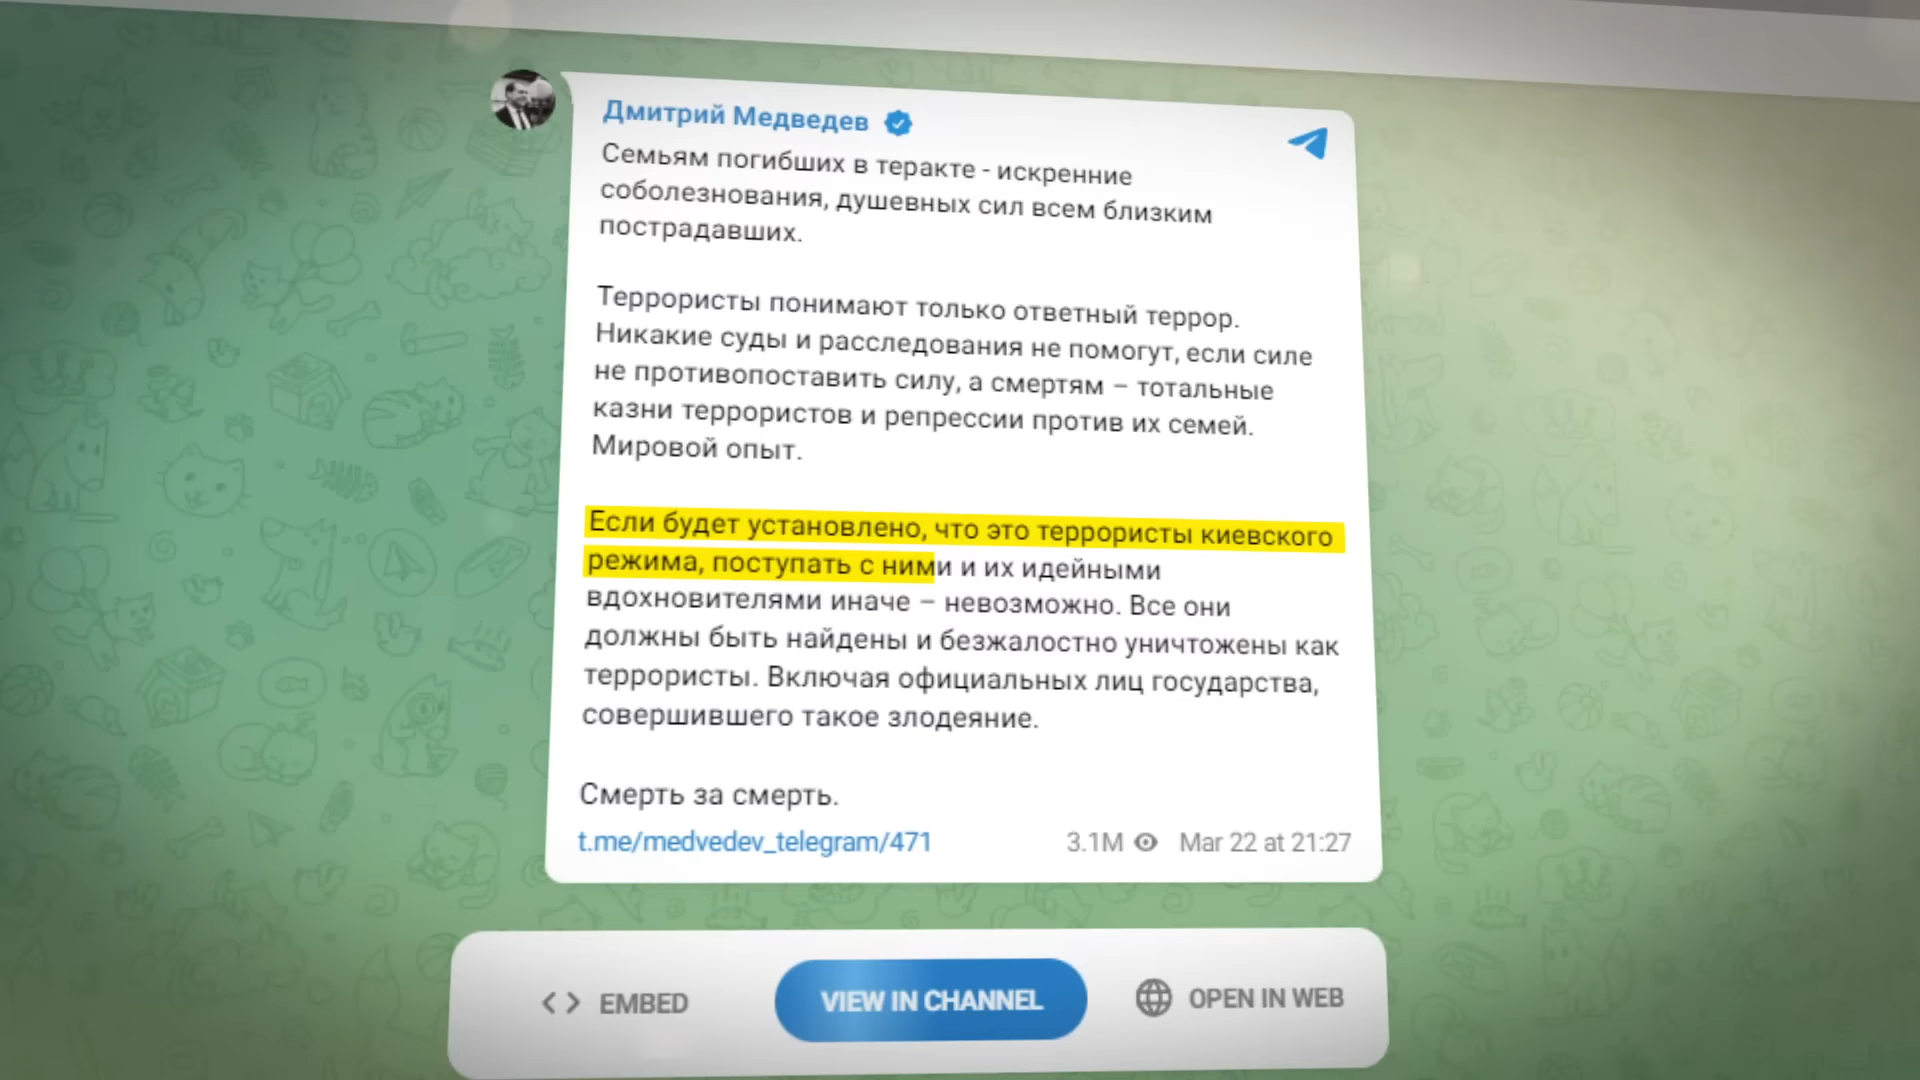 Дмитрий Медведев
Семьям погибших в теракте - искренние
соболезнования, душевных сил всем близким
пострадавших.
Террористы понимают только ответный террор.
Никакие суды и расследования не помогут, если силе
не противопоставить силу, а смертям – тотальные
казни террористов и репрессии против их семей.
Мировой опыт.
Если будет установлено, что это террористы киевского
режима, поступать с ними и их идейными
вдохновителями иначе – невозможно. Все они
должны быть найдены и безжалостно уничтожены как
террористы. Включая официальных лиц государства,
совершившего такое злодеяние.
Смерть за смерть.
t.me/medvedev_telegram/471 3.1M Mar 22 at 21:27
EMBED VIEW IN CHANNEL OPEN IN WEB